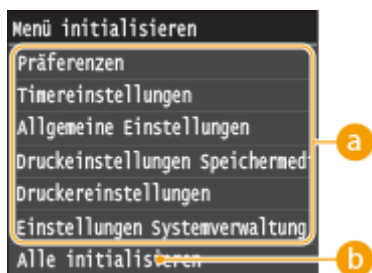 Menü initialisieren
Präferenzen
Timereinstellungen
Allgemeine Einstellungen
a
Druckeinstellungen Speichermed
Druckereinstellungen
Einstellungen Systemverwaltung
Alle initialisieren
b